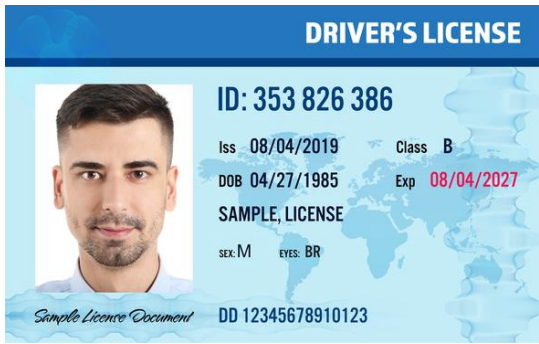 DRIVER'S LICENSE
ID: 353 826 386
Iss 08/04/2019 Class B
DOB 04/27/1985 Exp 08/04/2027
SAMPLE, LICENSE
SEX: M EYES: BR
Sample License Document
DD 12345678910123